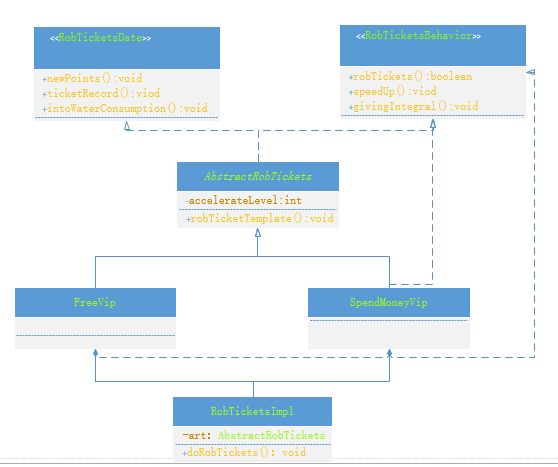 <<RobTicketsDate>>
+newPoints():void
+ticketRecord():viod
+intoWaterConsumption():void
<<RobTicketsBehavior>>
+robTickets():boolean
+speedUp():viod
+givingIntegral():void
AbstractRobTickets
-accelerateLevel:int
+robTicketTemplate():void
FreeVip
SpendMoneyVip
RobTicketsImpl
-art: AbstractRobTickets
+doRobTickets(): void